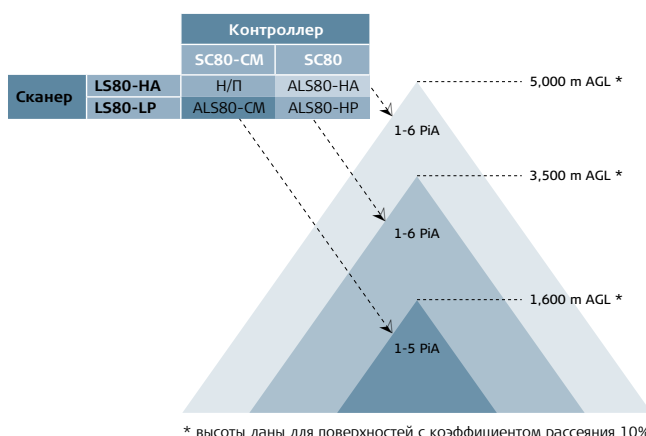 Контроллер
SC80-CM SC80
Сканер LS80-HA Н/П ALS80-HA
LS80-LP ALS80-CM ALS80-HP
5,000 m AGL *
1-6 PiA
3,500 m AGL *
1-6 PiA
1,600 m AGL *
1-5 PiA
* высоты даны для поверхностей с коэффициентом рассеяния 10%